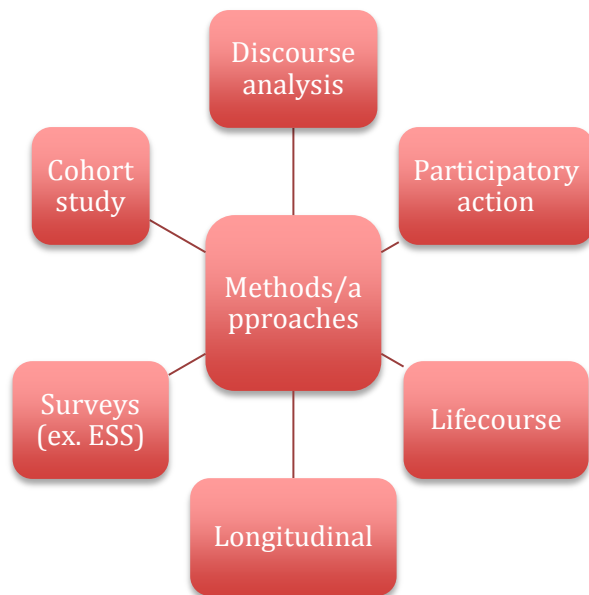 Discourse
analysis
Cohort
study
Participatory
action
Methods/a
pproaches
Surveys
(ex. ESS)
Lifecourse
Longitudinal